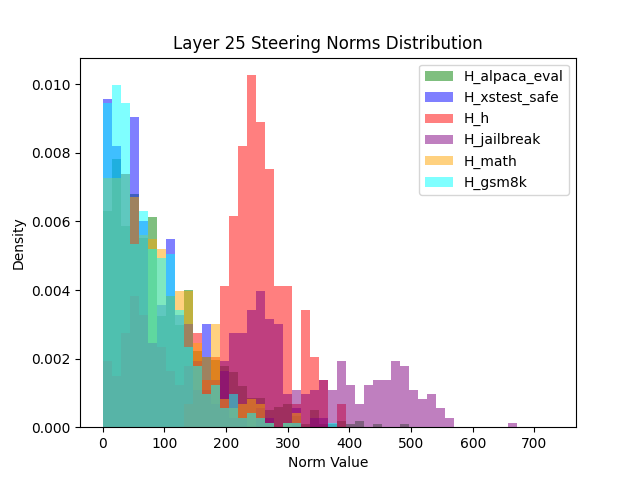 Layer 25 Steering Norms Distribution
H_alpaca_eval
H_xstest_safe
H_h
H_jailbreak
H_math
H_gsm8k
0.010
0.008
0.006
0.004
0.002
0.000
Density
0 100 200 300 400 500 600 700
Norm Value